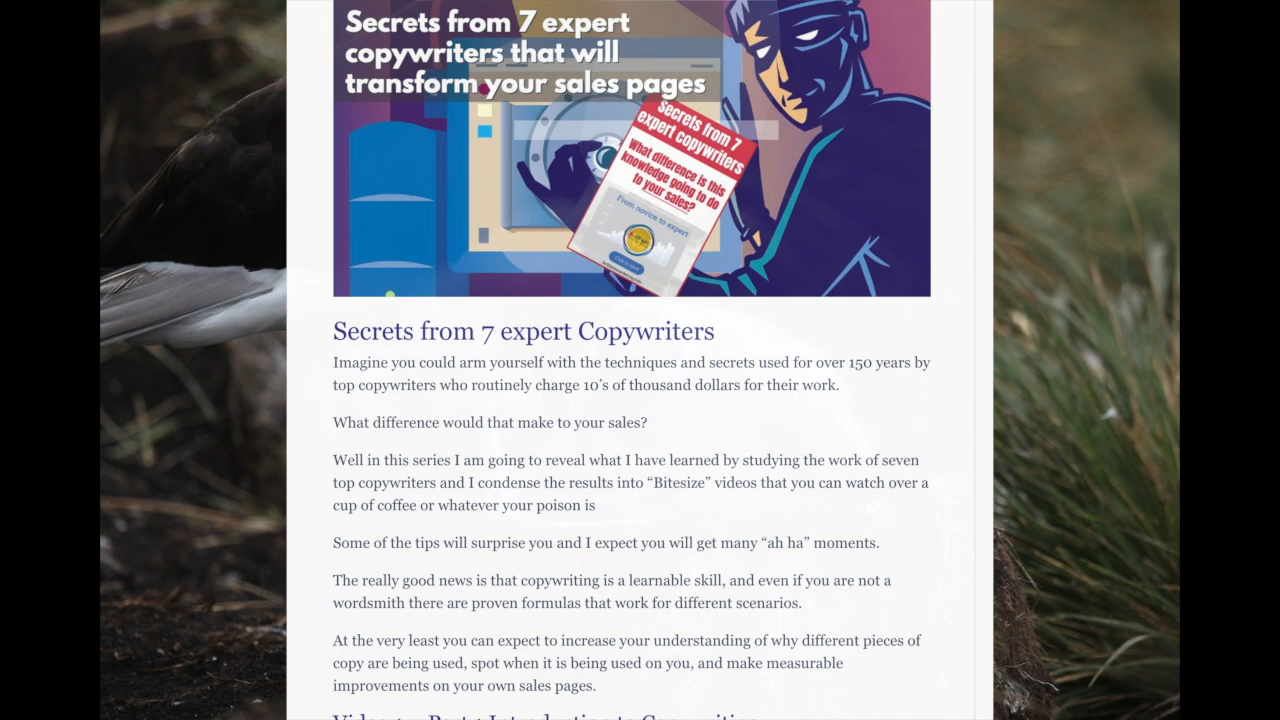 Secrets from 7 expert
copywriters that will
transform your sales pages
Secrets from 7
expert copywriters
What difference is this
knowledge going to do
to your sales?
From novice to expert
Secrets from 7 expert Copywriters
Imagine you could arm yourself with the techniques and secrets used for over 150 years by
top copywriters who routinely charge 10’s of thousand dollars for their work.
What difference would that make to your sales?
Well in this series I am going to reveal what I have learned by studying the work of seven
top copywriters and I condense the results into “Bitesize” videos that you can watch over a
cup of coffee or whatever your poison is
Some of the tips will surprise you and I expect you will get many “ah ha” moments.
The really good news is that copywriting is a learnable skill, and even if you are not a
wordsmith there are proven formulas that work for different scenarios.
At the very least you can expect to increase your understanding of why different pieces of
copy are being used, spot when it is being used on you, and make measurable
improvements on your own sales pages.